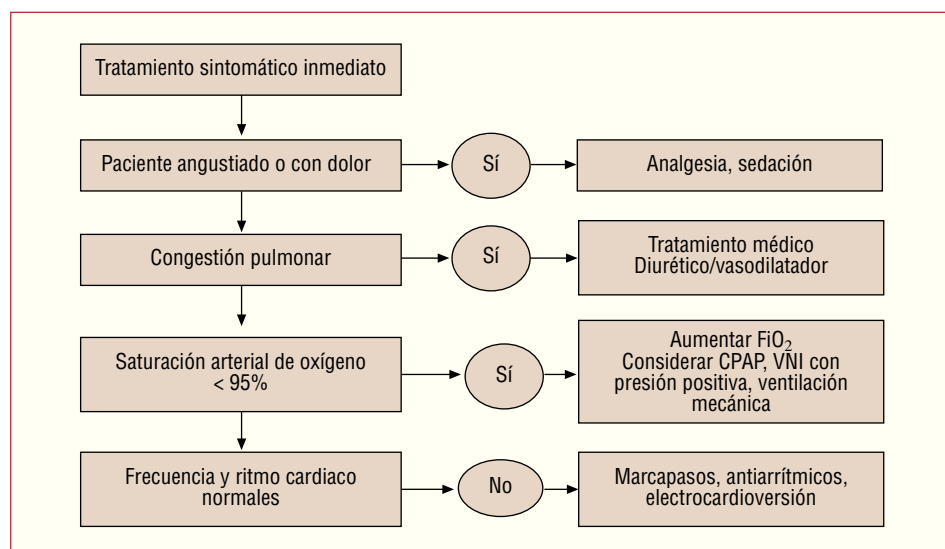 Tratamiento sintomático inmediato
Paciente angustiado o con dolor
Sí
Analgesia, sedación
Congestión pulmonar
Sí
Tratamiento médico
Diurético/vasodilatador
Saturación arterial de oxígeno
< 95%
Sí
Aumentar FiO₂
Considerar CPAP, VNI con
presión positiva, ventilación
mecánica
Frecuencia y ritmo cardiaco
normales
No
Marcapasos, antiarrítmicos,
electrocardioversión